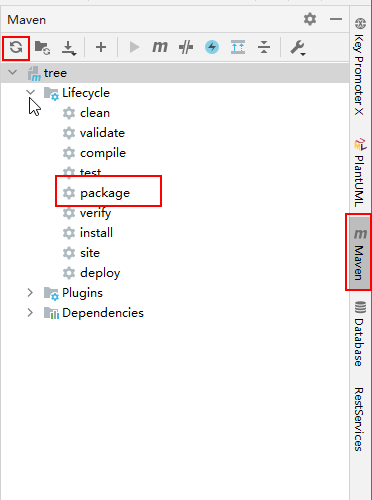 Maven
m
tree
Lifecycle
clean
validate
compile
test
package
verify
install
site
deploy
Plugins
Dependencies
Key Promoter X
PlantUML
m Maven
Database
RestServices